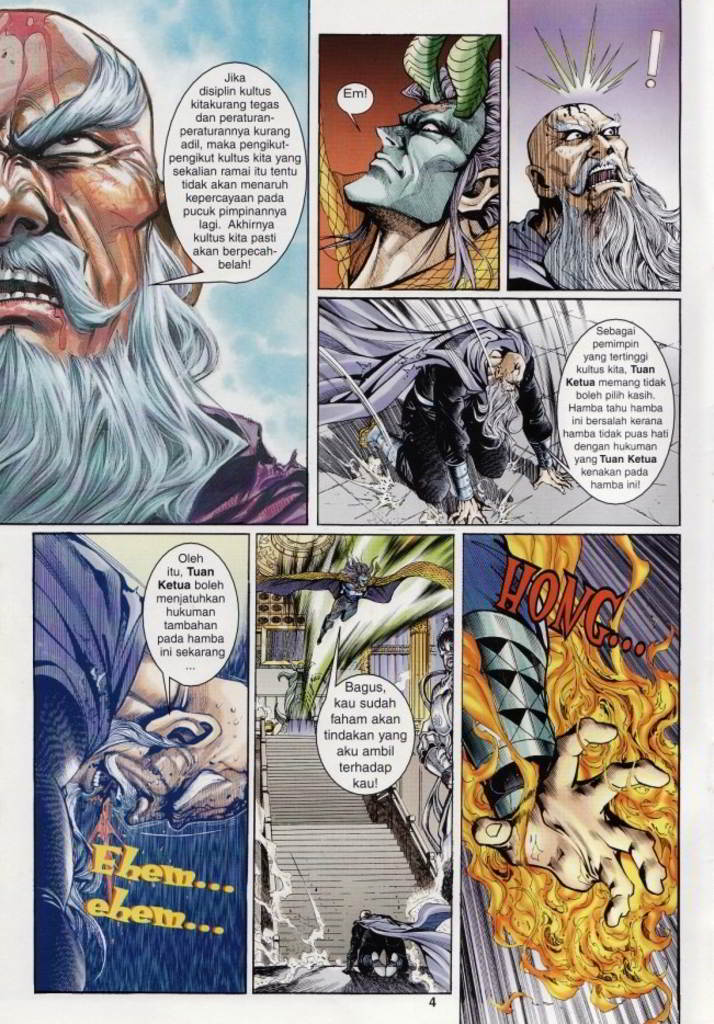 Jika
disiplin kultus
kitakurang tegas
dan peraturan-
peraturannya kurang
adil, maka pengikut-
pengikut kultus kita yang
sekalian ramai itu tentu
tidak akan menaruh
kepercayaan pada
pucuk pimpinannya
lagi. Akhirnya
kultus kita pasti
akan berpecah-
belah!
Em!
!
Sebagai
pemimpin
yang tertinggi
kultus kita, Tuan
Ketua memang tidak
boleh pilih kasih.
Hamba tahu hamba
ini bersalah kerana
hamba tidak puas hati
dengan hukuman
yang Tuan Ketua
kenakan pada
hamba ini!
Oleh
itu, Tuan
Ketua boleh
menjatuhkan
hukuman
tambahan
pada hamba
ini sekarang
...
Ehem...
ehem...
Bagus,
kau sudah
faham akan
tindakan yang
aku ambil
terhadap
kau!
HONG...
4